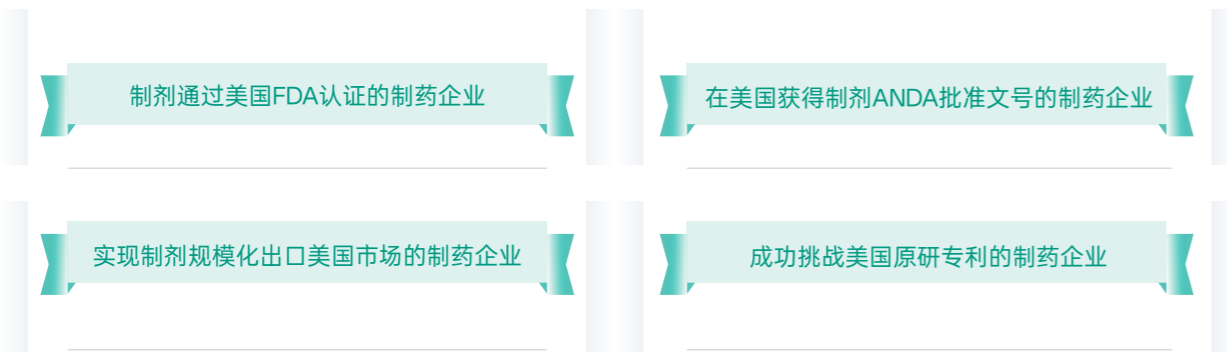 制剂通过美国FDA认证的制药企业
在美国获得制剂ANDA批准文号的制药企业
实现制剂规模化出口美国市场的制药企业
成功挑战美国原研专利的制药企业